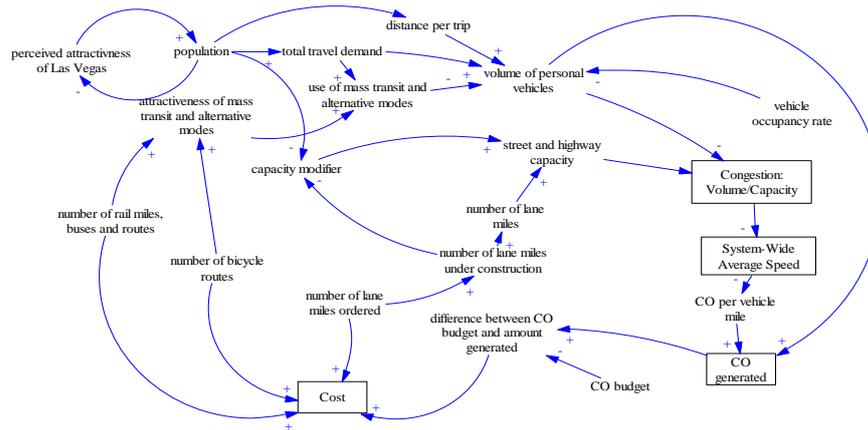 distance per trip
perceived attractivness
of Las Vegas
population
total travel demand
volume of personal
vehicles
use of mass transit and
alternative modes
attractiveness of mass
transit and alternative
modes
vehicle
occupancy rate
capacity modifier
street and highway
capacity
Congestion:
Volume/Capacity
number of rail miles,
buses and routes
number of lane
miles
number of bicycle
routes
number of lane miles
under construction
System-Wide
Average Speed
number of lane
miles ordered
CO per vehicle
mile
difference between CO
budget and amount
generated
CO
generated
CO budget
Cost